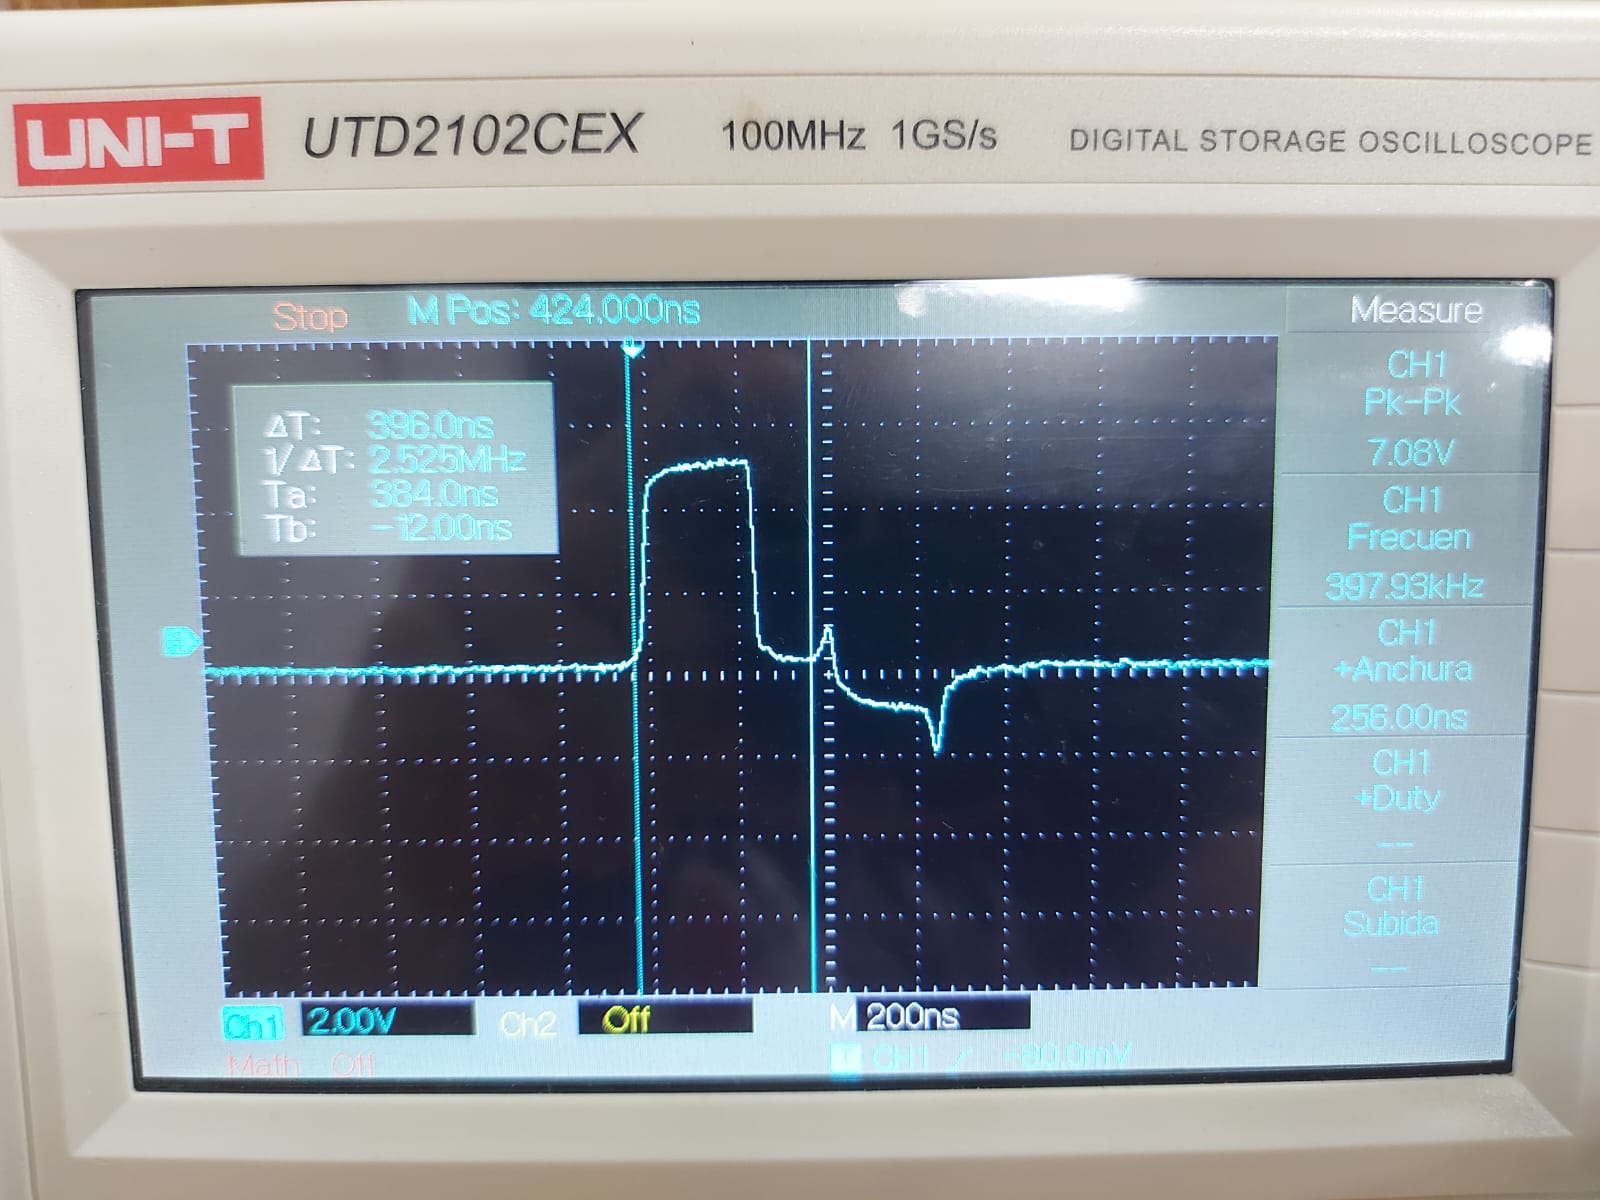 UNI-T UTD2102CEX 100MHz 1GS/s DIGITAL STORAGE OSCILLOSCOPE
Stop M Pos: 424.000ns
ΔT: 396.0ns
1/ΔT: 2.525MHz
Ta: 384.0ns
Tb: -12.00ns
Measure
CH1
Pk-Pk
7.08V
CH1
Frecuen
397.93kHz
CH1
+Anchura
256.00ns
CH1
+Duty
--
CH1
Subida
--
Ch1 2.00V Ch2 Off M 200ns
Math Off CH1 -80.0mV